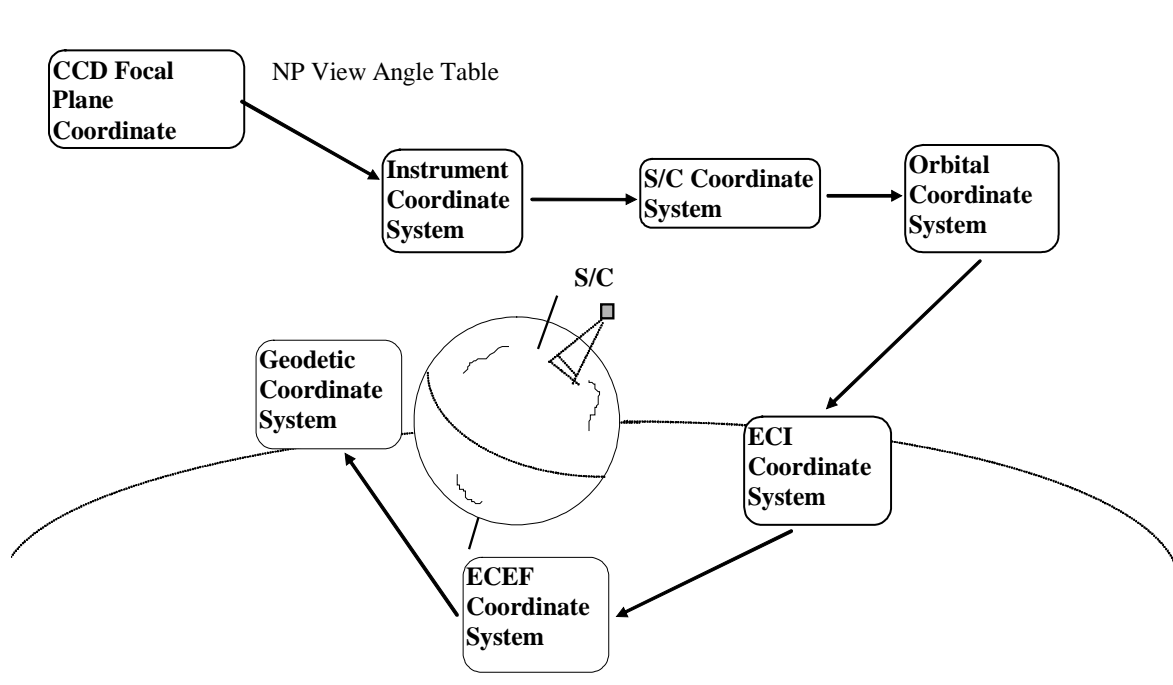 CCD Focal
Plane
Coordinate
NP View Angle Table
Instrument
Coordinate
System
S/C Coordinate
System
Orbital
Coordinate
System
S/C
Geodetic
Coordinate
System
ECI
Coordinate
System
ECEF
Coordinate
System